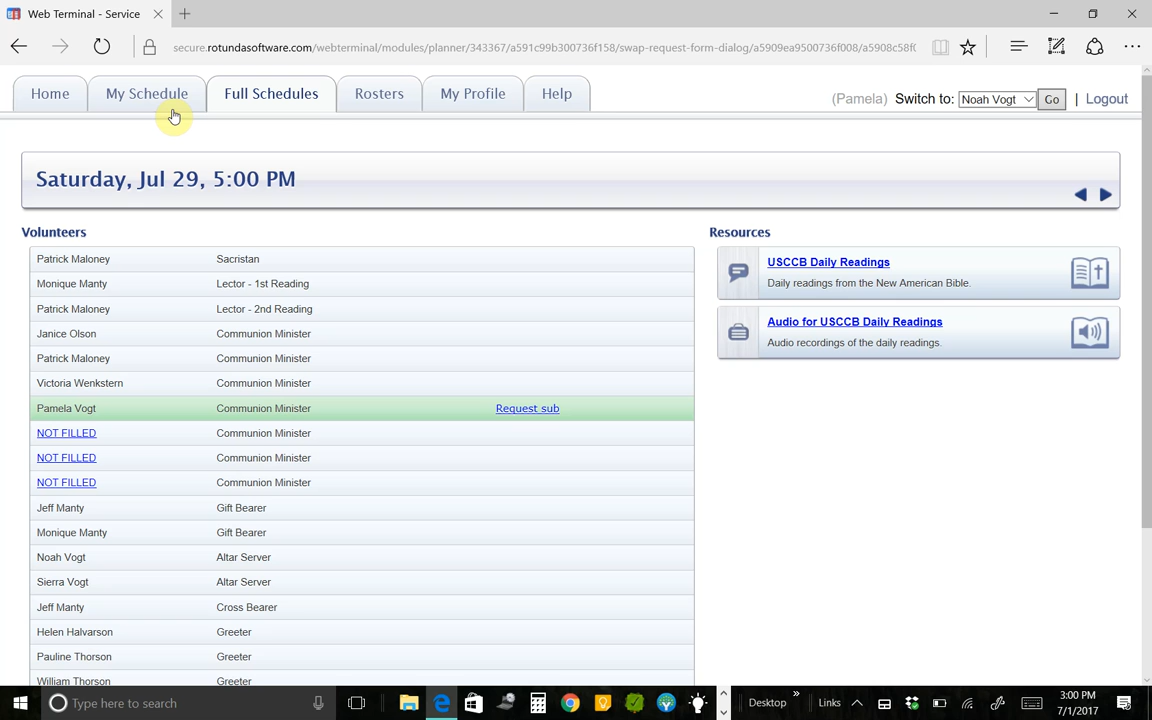 Web Terminal - Service
secure.rotundasoftware.com/webterminal/modules/planner/343367/a591c99b300736f158/swap-request-form-dialog/a5909ea9500736f008/a5908c58f(
Home My Schedule Full Schedules Rosters My Profile Help
(Pamela) Switch to: Noah Vogt Go | Logout
Saturday, Jul 29, 5:00 PM
Volunteers
Patrick Maloney Sacristan
Monique Manty Lector - 1st Reading
Patrick Maloney Lector - 2nd Reading
Janice Olson Communion Minister
Patrick Maloney Communion Minister
Victoria Wenkstern Communion Minister
Pamela Vogt Communion Minister Request sub
NOT FILLED Communion Minister
NOT FILLED Communion Minister
NOT FILLED Communion Minister
Jeff Manty Gift Bearer
Monique Manty Gift Bearer
Noah Vogt Altar Server
Sierra Vogt Altar Server
Jeff Manty Cross Bearer
Helen Halvarson Greeter
Pauline Thorson Greeter
William Thorson Greeter
Resources
USCCB Daily Readings
Daily readings from the New American Bible.
Audio for USCCB Daily Readings
Audio recordings of the daily readings.
Type here to search
Desktop
Links
3:00 PM
7/1/2017